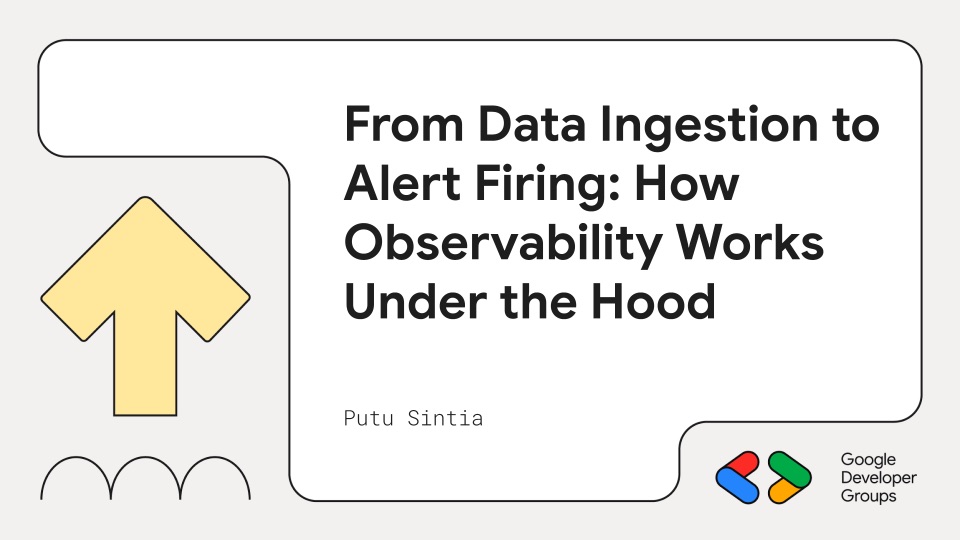 From Data Ingestion to
Alert Firing: How
Observability Works
Under the Hood
Putu Sintia
Google
Developer
Groups